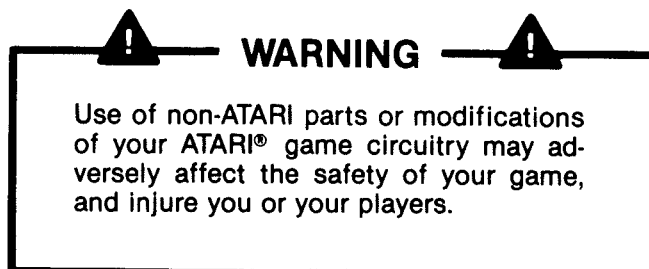 WARNING
Use of non-ATARI parts or modifications
of your ATARI® game circuitry may ad-
versely affect the safety of your game,
and injure you or your players.